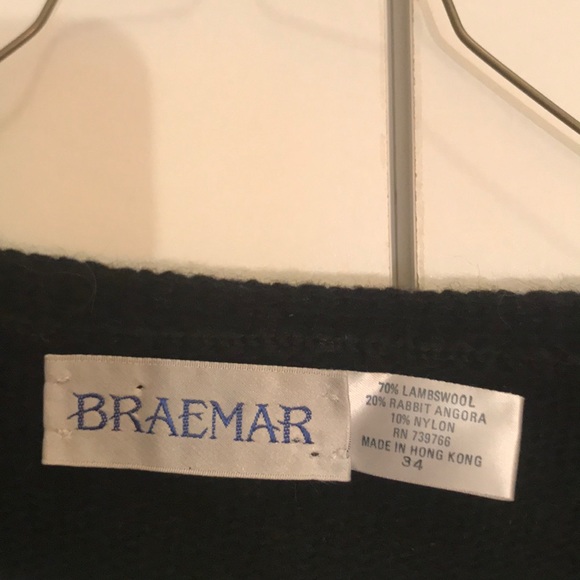 BRAEMAR
70% LAMBSWOOL
20% RABBIT ANGORA
10% NYLON
RN 739766
MADE IN HONG KONG
34